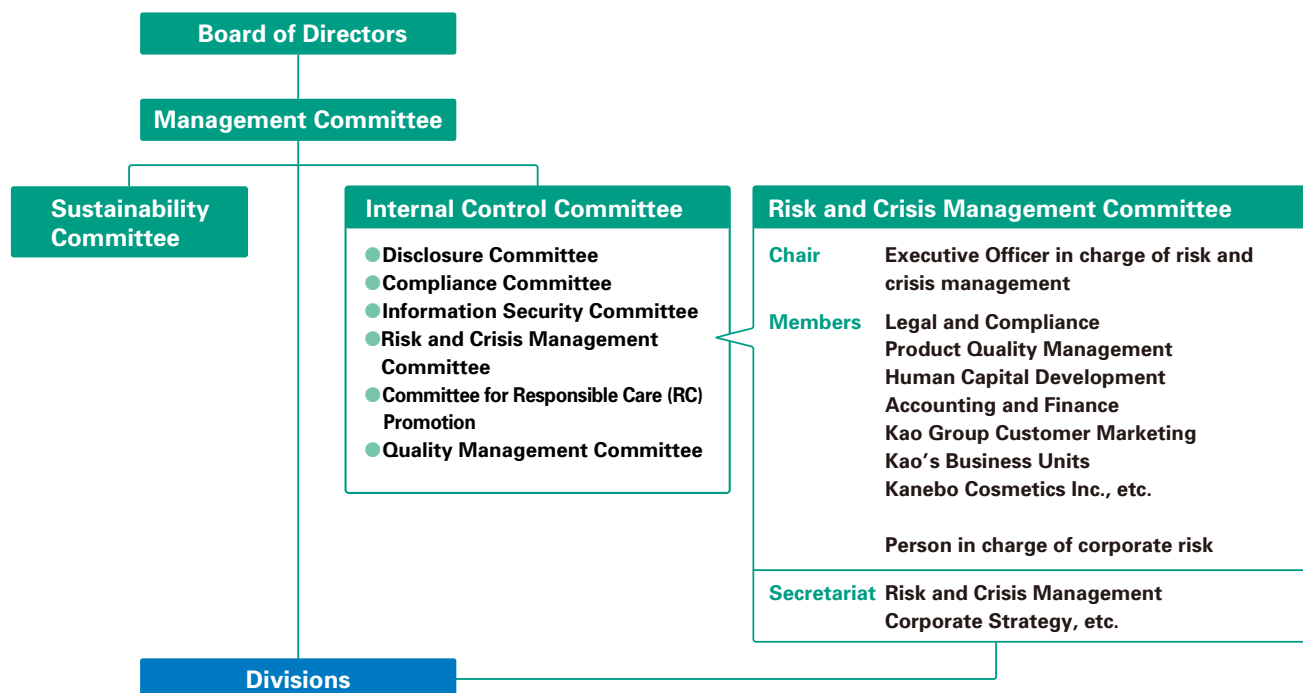 Board of Directors
Management Committee
Sustainability
Committee
Internal Control Committee
Disclosure Committee
Compliance Committee
Information Security Committee
Risk and Crisis Management
Committee
Committee for Responsible Care (RC)
Promotion
Quality Management Committee
Risk and Crisis Management Committee
Chair Executive Officer in charge of risk and
crisis management
Members Legal and Compliance
Product Quality Management
Human Capital Development
Accounting and Finance
Kao Group Customer Marketing
Kao’s Business Units
Kanebo Cosmetics Inc., etc.
Person in charge of corporate risk
Secretariat Risk and Crisis Management
Corporate Strategy, etc.
Divisions